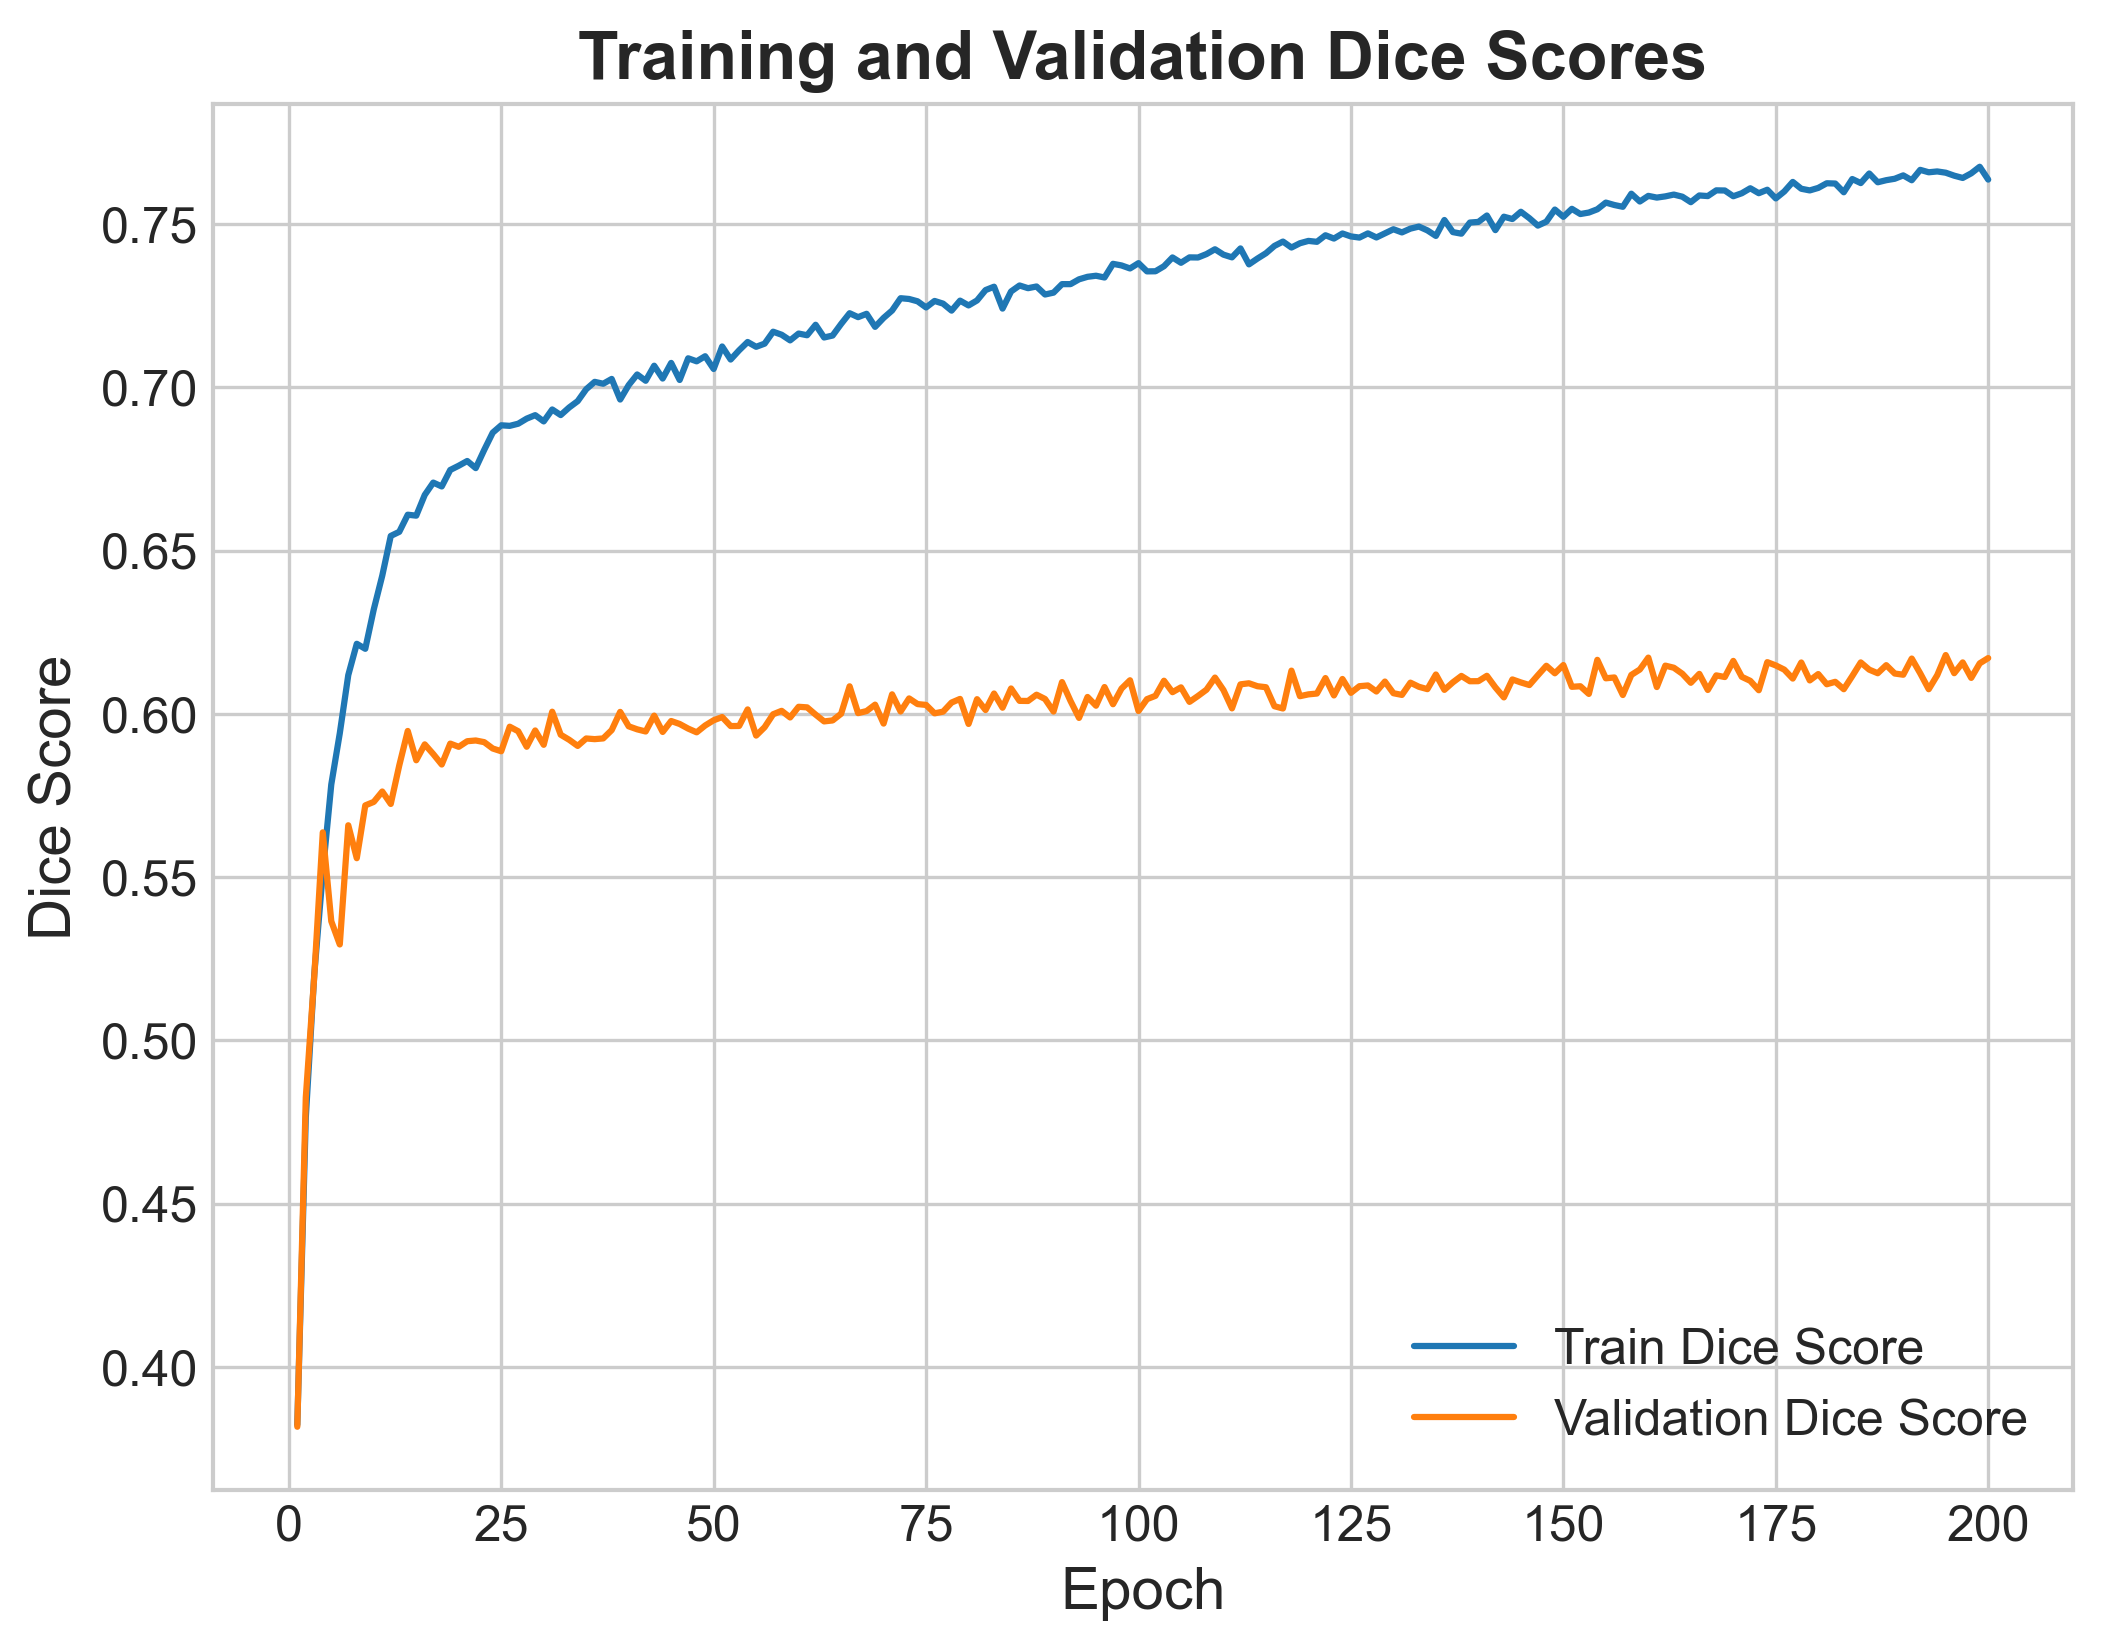 Training and Validation Dice Scores
Dice Score
0.75
0.70
0.65
0.60
0.55
0.50
0.45
0.40
Train Dice Score
Validation Dice Score
0 25 50 75 100 125 150 175 200
Epoch